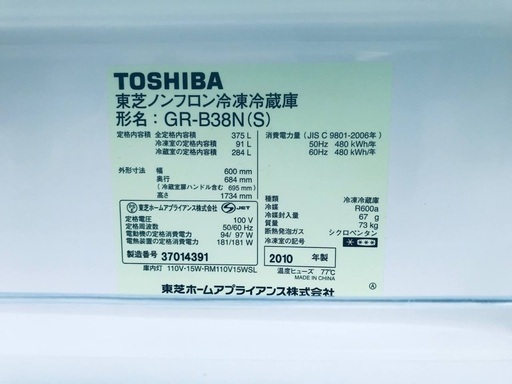 TOSHIBA
東芝ノンフロン冷凍冷蔵庫
形名：GR-B38N(S)
定格内容積 全定格内容積 375 L
冷凍室の定格内容積 91 L
冷蔵室の定格内容積 284 L
消費電力量 (JIS C 9801-2006年)
50Hz 480 kWh/年
60Hz 480 kWh/年
外形寸法 幅 600 mm
奥行 684 mm
(冷蔵室扉ハンドル含む 695 mm)
高さ 1734 mm
東芝ホームアプライアンス株式会社 JET
定格電圧 100 V
定格周波数 50/60 Hz
電動機の定格消費電力 94/ 97 W
電熱装置の定格消費電力 181/181 W
製造番号 37014391
種類 冷凍冷蔵庫
冷媒 R600a
冷媒封入量 67 g
質量 73 kg
断熱発泡ガス シクロペンタン
冷凍室の記号
2010 年製
温度ヒューズ 77℃
MADE IN CHINA
庫内灯 110V-15W-RM110V15WSL
東芝ホームアプライアンス株式会社
Ⓐ